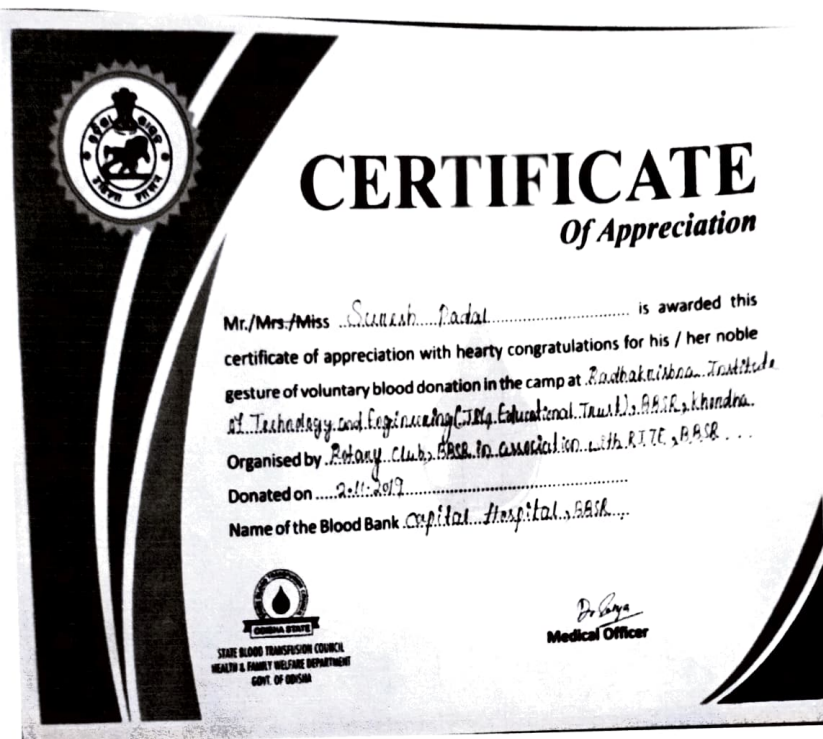 CERTIFICATE
Of Appreciation
Mr./Mrs./Miss Suresh Padal is awarded this
certificate of appreciation with hearty congratulations for his / her noble
gesture of voluntary blood donation in the camp at Radhakrishna Institute
of Technology and Engineering Educational Trust), BBSR, khondha.
Organised by Rotary Club, BBSR in association with RITE, BBSR
Donated on 2.11.2019
Name of the Blood Bank Capital Hospital, BBSR
ODISHA STATE
STATE BLOOD TRANSFUSION COUNCIL
HEALTH & FAMILY WELFARE DEPARTMENT
GOVT. OF ODISHA
Medical Officer